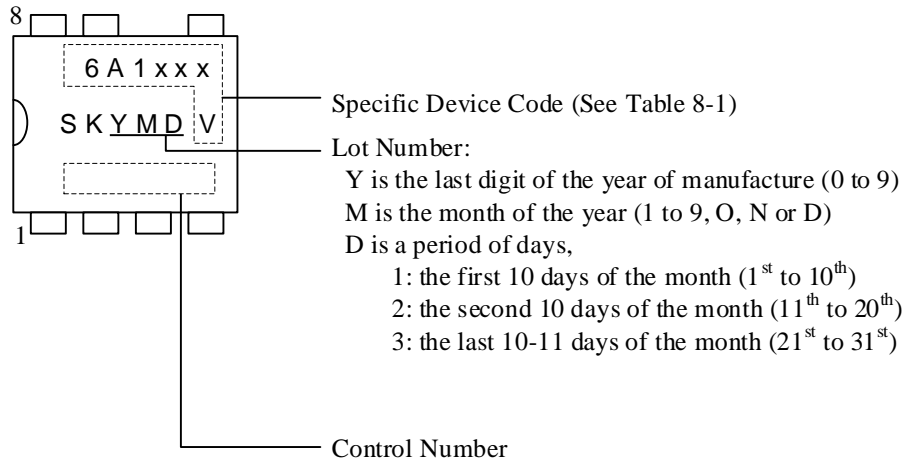 8
6 A 1 x x x
S K Y M D V
1
Specific Device Code (See Table 8-1)
Lot Number:
Y is the last digit of the year of manufacture (0 to 9)
M is the month of the year (1 to 9, O, N or D)
D is a period of days,
1: the first 10 days of the month (1st to 10th)
2: the second 10 days of the month (11th to 20th)
3: the last 10-11 days of the month (21st to 31st)
Control Number